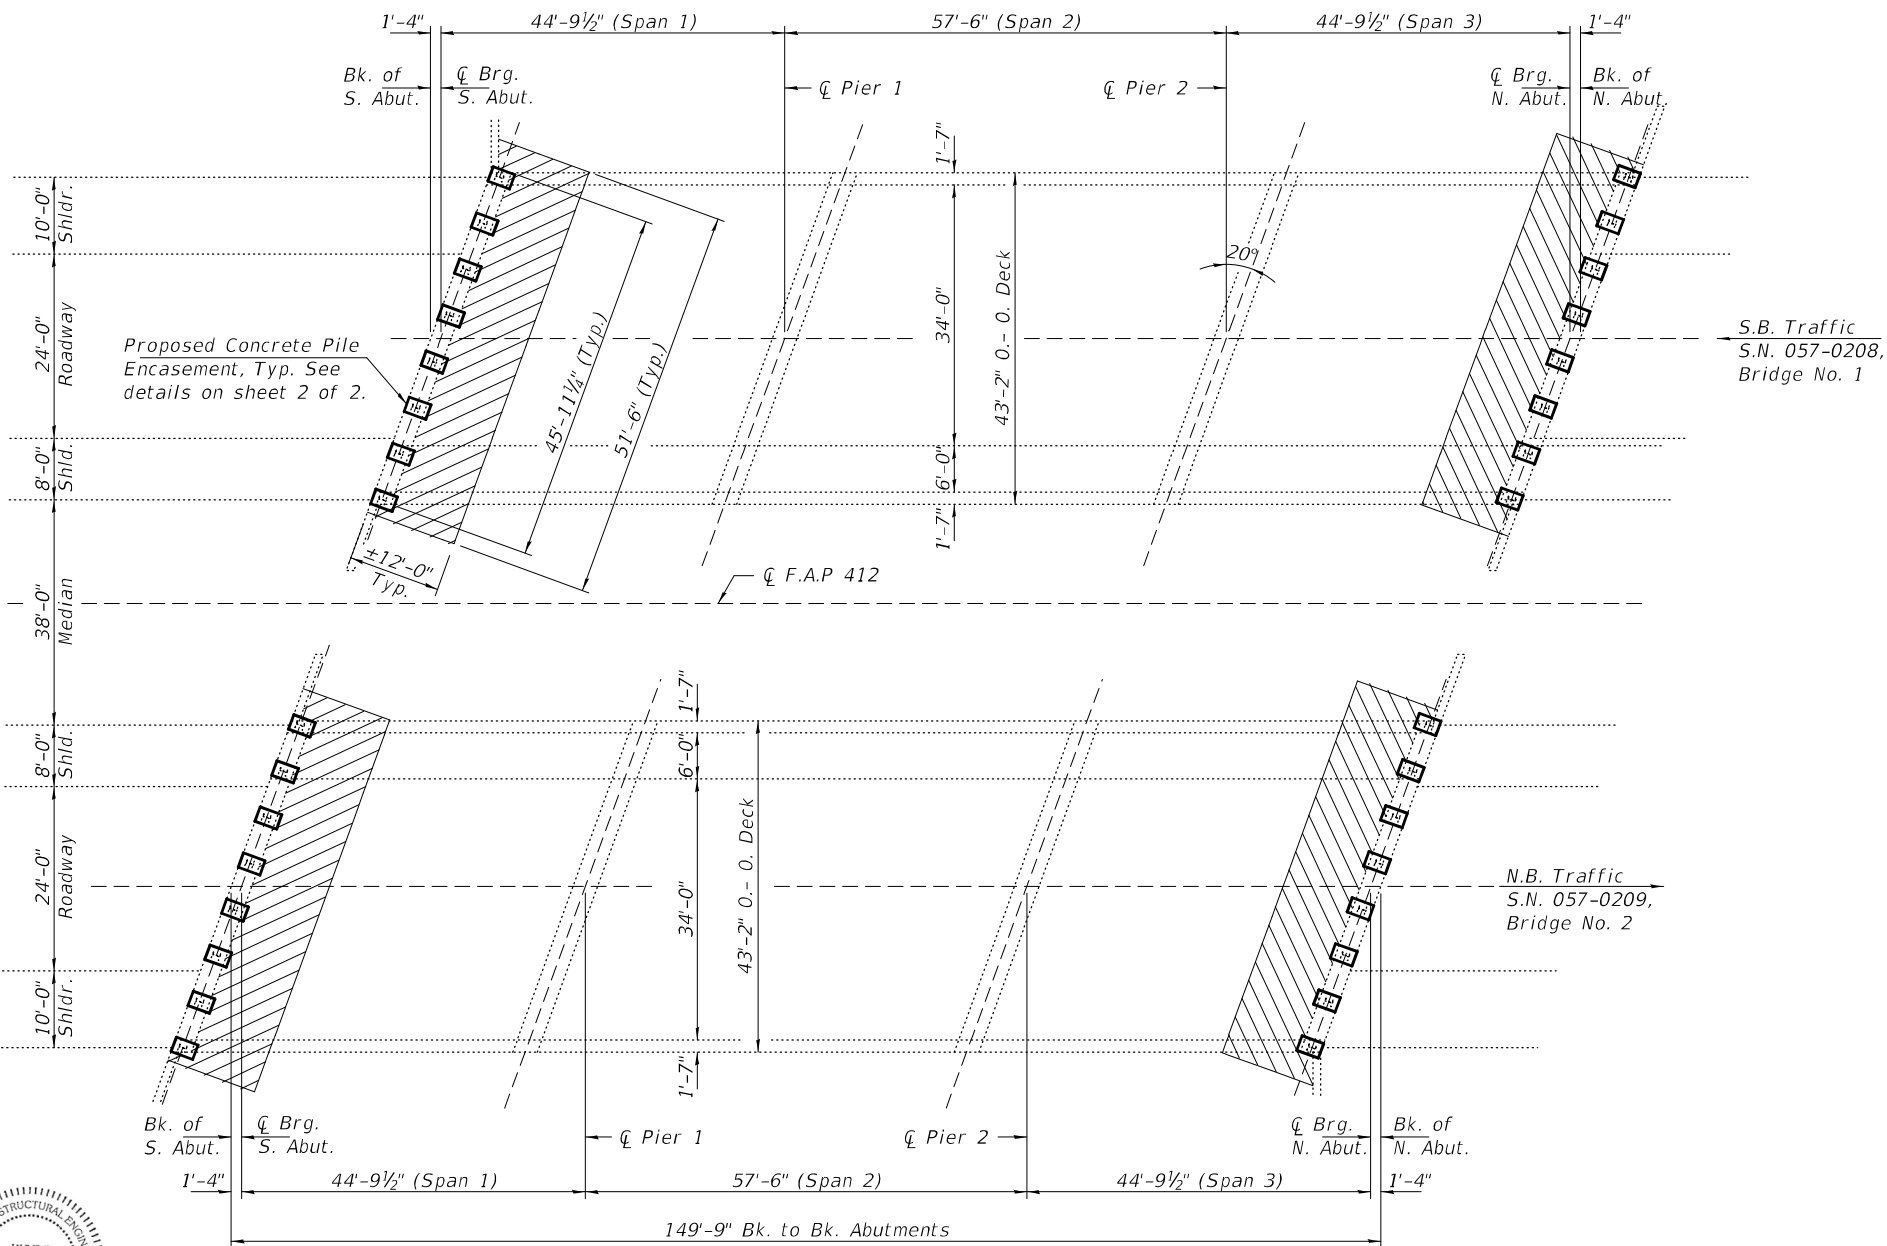 1'-4"
44'-9½" (Span 1)
57'-6" (Span 2)
44'-9½" (Span 3)
1'-4"
Bk. of
S. Abut.
℄ Brg.
S. Abut.
℄ Pier 1
℄ Pier 2
℄ Brg.
N. Abut.
Bk. of
N. Abut.
10'-0"
Shldr.
24'-0"
Roadway
8'-0"
Shld.
38'-0"
Median
Proposed Concrete Pile
Encasement, Typ. See
details on sheet 2 of 2.
45'-11¼" (Typ.)
51'-6" (Typ.)
±12'-0"
Typ.
1'-7"
34'-0"
6'-0"
1'-7"
43'-2" O.- O. Deck
20°
S.B. Traffic
S.N. 057-0208,
Bridge No. 1
℄ F.A.P 412
8'-0"
Shld.
24'-0"
Roadway
10'-0"
Shldr.
1'-7"
6'-0"
34'-0"
1'-7"
43'-2" O.- O. Deck
N.B. Traffic
S.N. 057-0209,
Bridge No. 2
Bk. of
S. Abut.
℄ Brg.
S. Abut.
℄ Pier 1
℄ Pier 2
℄ Brg.
N. Abut.
Bk. of
N. Abut.
1'-4"
44'-9½" (Span 1)
57'-6" (Span 2)
44'-9½" (Span 3)
1'-4"
149'-9" Bk. to Bk. Abutments
STRUCTURAL